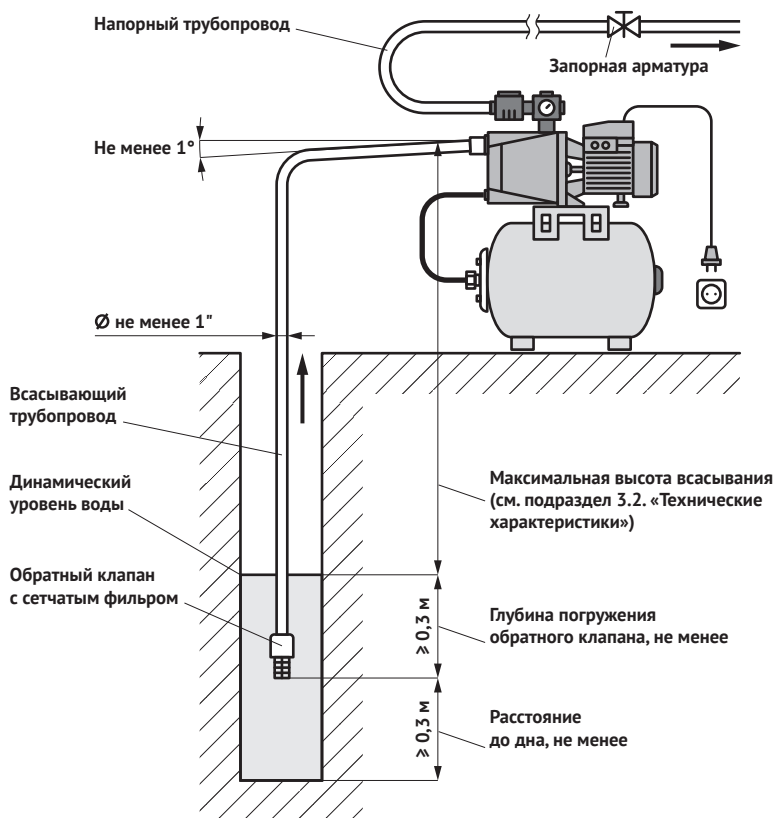 Напорный трубопровод
Запорная арматура
Не менее 1°
Ø не менее 1"
Всасывающий
трубопровод
Динамический
уровень воды
Максимальная высота всасывания
(см. подраздел 3.2. «Технические
характеристики»)
Обратный клапан
с сетчатым фильром
≥ 0,3 м
Глубина погружения
обратного клапана, не менее
≥ 0,3 м
Расстояние
до дна, не менее